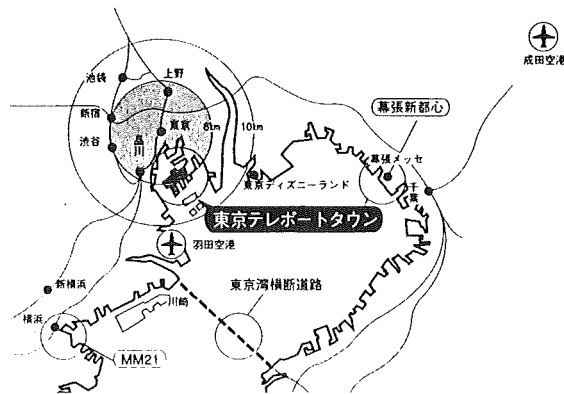 成田空港
池袋
上野
新宿
東京
6km
10km
渋谷
品川
幕張新都心
幕張メッセ
東京ディズニーランド
千葉
東京テレポートタウン
羽田空港
東京湾横断道路
新横浜
川崎
横浜
MM21